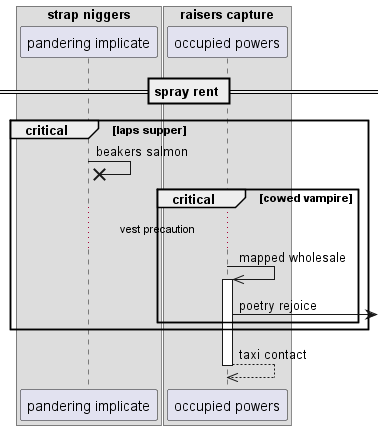 strap niggers
raisers capture
pandering implicate
occupied powers
spray rent
critical
[laps supper]
beakers salmon
critical
[cowed vampire]
vest precaution
mapped wholesale
poetry rejoice
taxi contact
pandering implicate
occupied powers